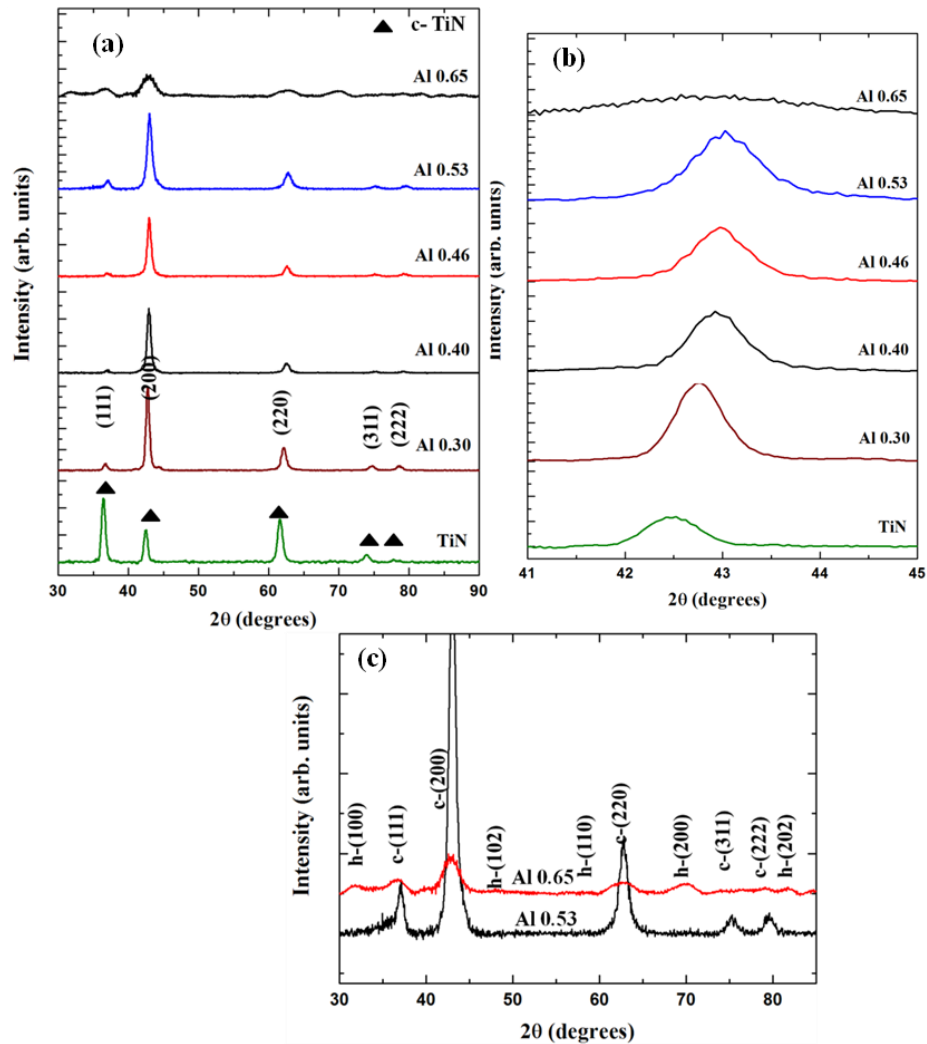 (a)
▲ c- TiN
Al 0.65
Al 0.53
Al 0.46
Al 0.40
(111)
(200)
(220)
(311)
(222)
Al 0.30
TiN
Intensity (arb. units)
30 40 50 60 70 80 90
2θ (degrees)
(b)
Al 0.65
Al 0.53
Al 0.46
Al 0.40
Al 0.30
TiN
Intensity (arb. units)
41 42 43 44 45
2θ (degrees)
(c)
h-(100)
c-(111)
c-(200)
h-(102)
h-(110)
c-(220)
h-(200)
c-(311)
c-(222)
h-(202)
Al 0.65
Al 0.53
Intensity (arb. units)
30 40 50 60 70 80
2θ (degrees)